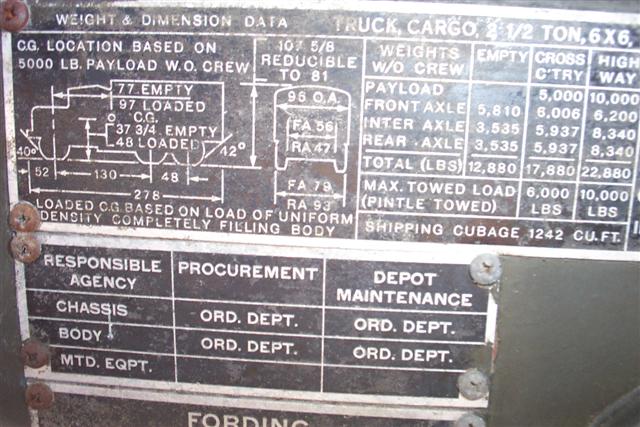 WEIGHT & DIMENSION DATA TRUCK, CARGO, 2 1/2 TON, 6X6,
C.G. LOCATION BASED ON
5000 LB. PAYLOAD W.O. CREW
107 5/8
REDUCIBLE
TO 81
77 EMPTY
97 LOADED
C.G.
37 3/4 EMPTY
48 LOADED
40°
42°
52
130
48
278
96 O.A.
FA 56
RA 47
FA 79
RA 93
LOADED C.G. BASED ON LOAD OF UNIFORM
DENSITY COMPLETELY FILLING BODY
WEIGHTS EMPTY CROSS HIGH
W/O CREW C'TRY WAY
PAYLOAD 5,000 10,000
FRONT AXLE 5,810 6,006 6,200
INTER AXLE 3,535 5,937 8,340
REAR AXLE 3,535 5,937 8,340
TOTAL (LBS) 12,880 17,880 22,880
MAX. TOWED LOAD 6,000 10,000
(PINTLE TOWED) LBS LBS
SHIPPING CUBAGE 1242 CU.FT.
RESPONSIBLE PROCUREMENT DEPOT
AGENCY MAINTENANCE
CHASSIS ORD. DEPT. ORD. DEPT.
BODY ORD. DEPT. ORD. DEPT.
MTD. EQPT.
FORDING